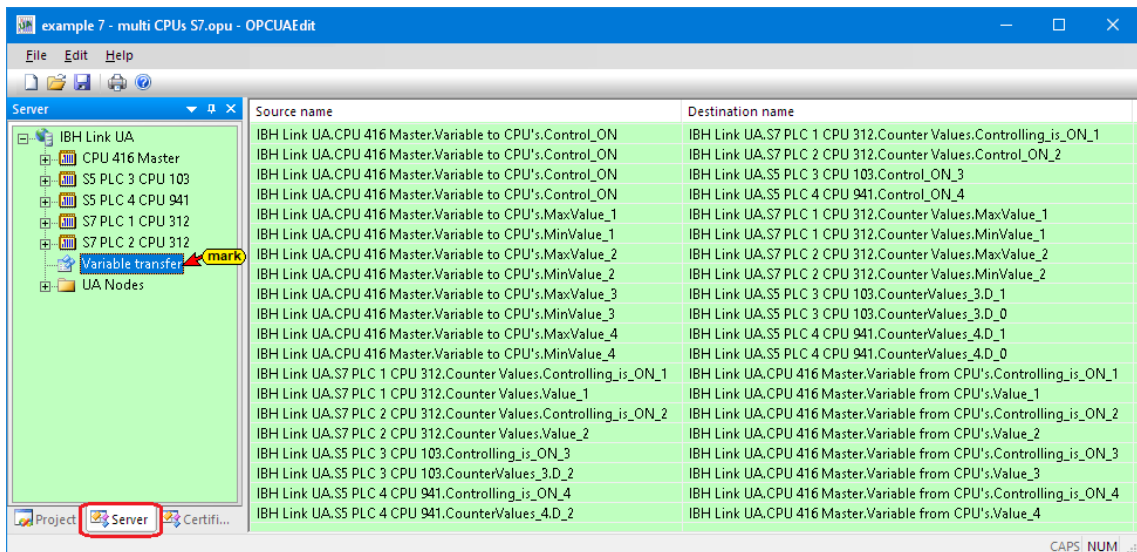 example 7 - multi CPUs S7.opu - OPCUAEdit
File Edit Help
Server
IBH Link UA
CPU 416 Master
S5 PLC 3 CPU 103
S5 PLC 4 CPU 941
S7 PLC 1 CPU 312
S7 PLC 2 CPU 312
Variable transfer
mark
UA Nodes
Project Server Certifi...
Source name Destination name
IBH Link UA.CPU 416 Master.Variable to CPU's.Control_ON IBH Link UA.S7 PLC 1 CPU 312.Counter Values.Controlling_is_ON_1
IBH Link UA.CPU 416 Master.Variable to CPU's.Control_ON IBH Link UA.S7 PLC 2 CPU 312.Counter Values.Control_ON_2
IBH Link UA.CPU 416 Master.Variable to CPU's.Control_ON IBH Link UA.S5 PLC 3 CPU 103.Control_ON_3
IBH Link UA.CPU 416 Master.Variable to CPU's.Control_ON IBH Link UA.S5 PLC 4 CPU 941.Control_ON_4
IBH Link UA.CPU 416 Master.Variable to CPU's.MaxValue_1 IBH Link UA.S7 PLC 1 CPU 312.Counter Values.MaxValue_1
IBH Link UA.CPU 416 Master.Variable to CPU's.MinValue_1 IBH Link UA.S7 PLC 1 CPU 312.Counter Values.MinValue_1
IBH Link UA.CPU 416 Master.Variable to CPU's.MaxValue_2 IBH Link UA.S7 PLC 2 CPU 312.Counter Values.MaxValue_2
IBH Link UA.CPU 416 Master.Variable to CPU's.MinValue_2 IBH Link UA.S7 PLC 2 CPU 312.Counter Values.MinValue_2
IBH Link UA.CPU 416 Master.Variable to CPU's.MaxValue_3 IBH Link UA.S5 PLC 3 CPU 103.CounterValues_3.D_1
IBH Link UA.CPU 416 Master.Variable to CPU's.MinValue_3 IBH Link UA.S5 PLC 3 CPU 103.CounterValues_3.D_0
IBH Link UA.CPU 416 Master.Variable to CPU's.MaxValue_4 IBH Link UA.S5 PLC 4 CPU 941.CounterValues_4.D_1
IBH Link UA.CPU 416 Master.Variable to CPU's.MinValue_4 IBH Link UA.S5 PLC 4 CPU 941.CounterValues_4.D_0
IBH Link UA.S7 PLC 1 CPU 312.Counter Values.Controlling_is_ON_1 IBH Link UA.CPU 416 Master.Variable from CPU's.Controlling_is_ON_1
IBH Link UA.S7 PLC 1 CPU 312.Counter Values.Value_1 IBH Link UA.CPU 416 Master.Variable from CPU's.Value_1
IBH Link UA.S7 PLC 2 CPU 312.Counter Values.Controlling_is_ON_2 IBH Link UA.CPU 416 Master.Variable from CPU's.Controlling_is_ON_2
IBH Link UA.S7 PLC 2 CPU 312.Counter Values.Value_2 IBH Link UA.CPU 416 Master.Variable from CPU's.Value_2
IBH Link UA.S5 PLC 3 CPU 103.Controlling_is_ON_3 IBH Link UA.CPU 416 Master.Variable from CPU's.Controlling_is_ON_3
IBH Link UA.S5 PLC 3 CPU 103.CounterValues_3.D_2 IBH Link UA.CPU 416 Master.Variable from CPU's.Value_3
IBH Link UA.S5 PLC 4 CPU 941.Controlling_is_ON_4 IBH Link UA.CPU 416 Master.Variable from CPU's.Controlling_is_ON_4
IBH Link UA.S5 PLC 4 CPU 941.CounterValues_4.D_2 IBH Link UA.CPU 416 Master.Variable from CPU's.Value_4
CAPS NUM